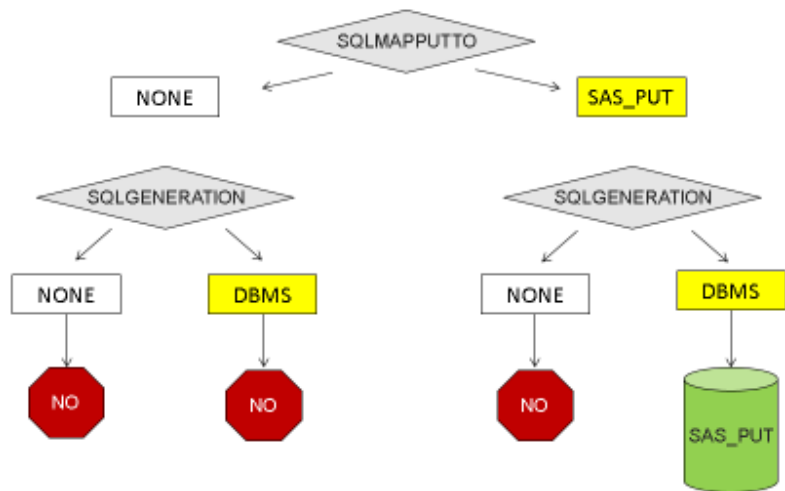 SQLMAPPUTTO
NONE
SAS_PUT
SQLGENERATION
SQLGENERATION
NONE
DBMS
NONE
DBMS
NO
NO
NO
SAS_PUT